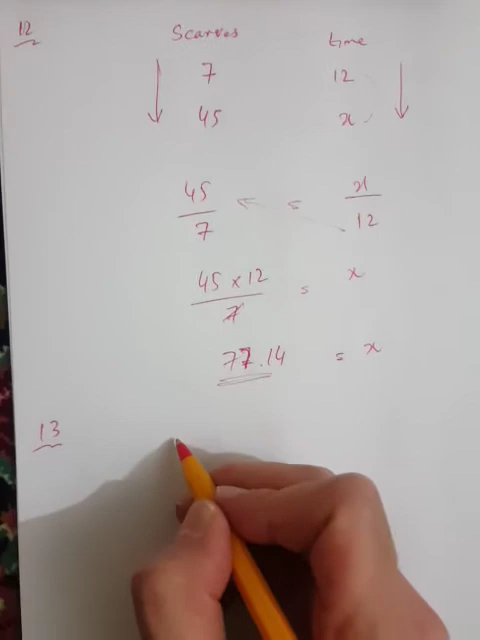 12
Scarves time
7 12
45 x
45/7 = x/12
45 x 12/7 = x
77.14 = x
13